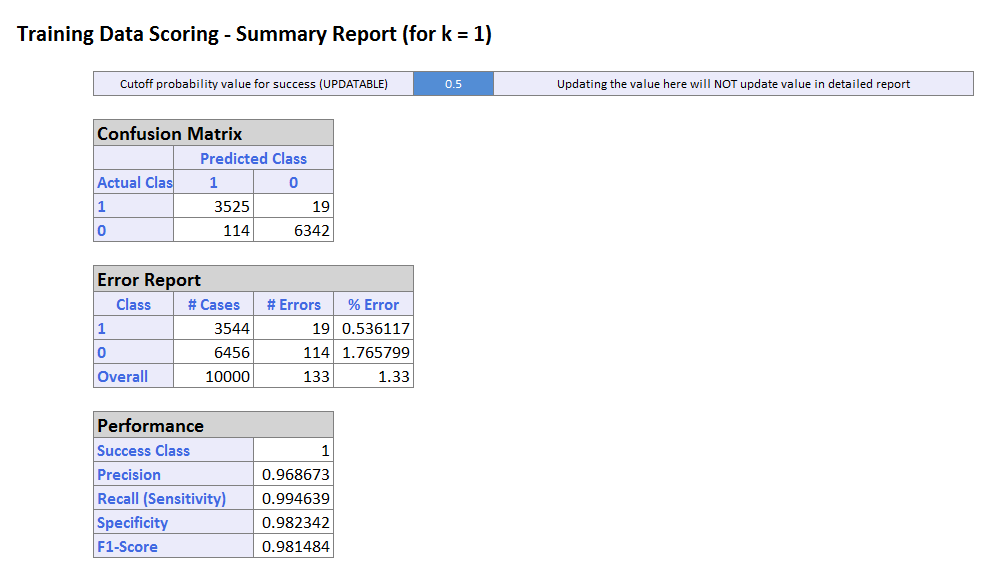 Training Data Scoring - Summary Report (for k = 1)
Cutoff probability value for success (UPDATABLE) 0.5 Updating the value here will NOT update value in detailed report
Confusion Matrix
Predicted Class
Actual Clas 1 0
1 3525 19
0 114 6342
Error Report
Class # Cases # Errors % Error
1 3544 19 0.536117
0 6456 114 1.765799
Overall 10000 133 1.33
Performance
Success Class 1
Precision 0.968673
Recall (Sensitivity) 0.994639
Specificity 0.982342
F1-Score 0.981484